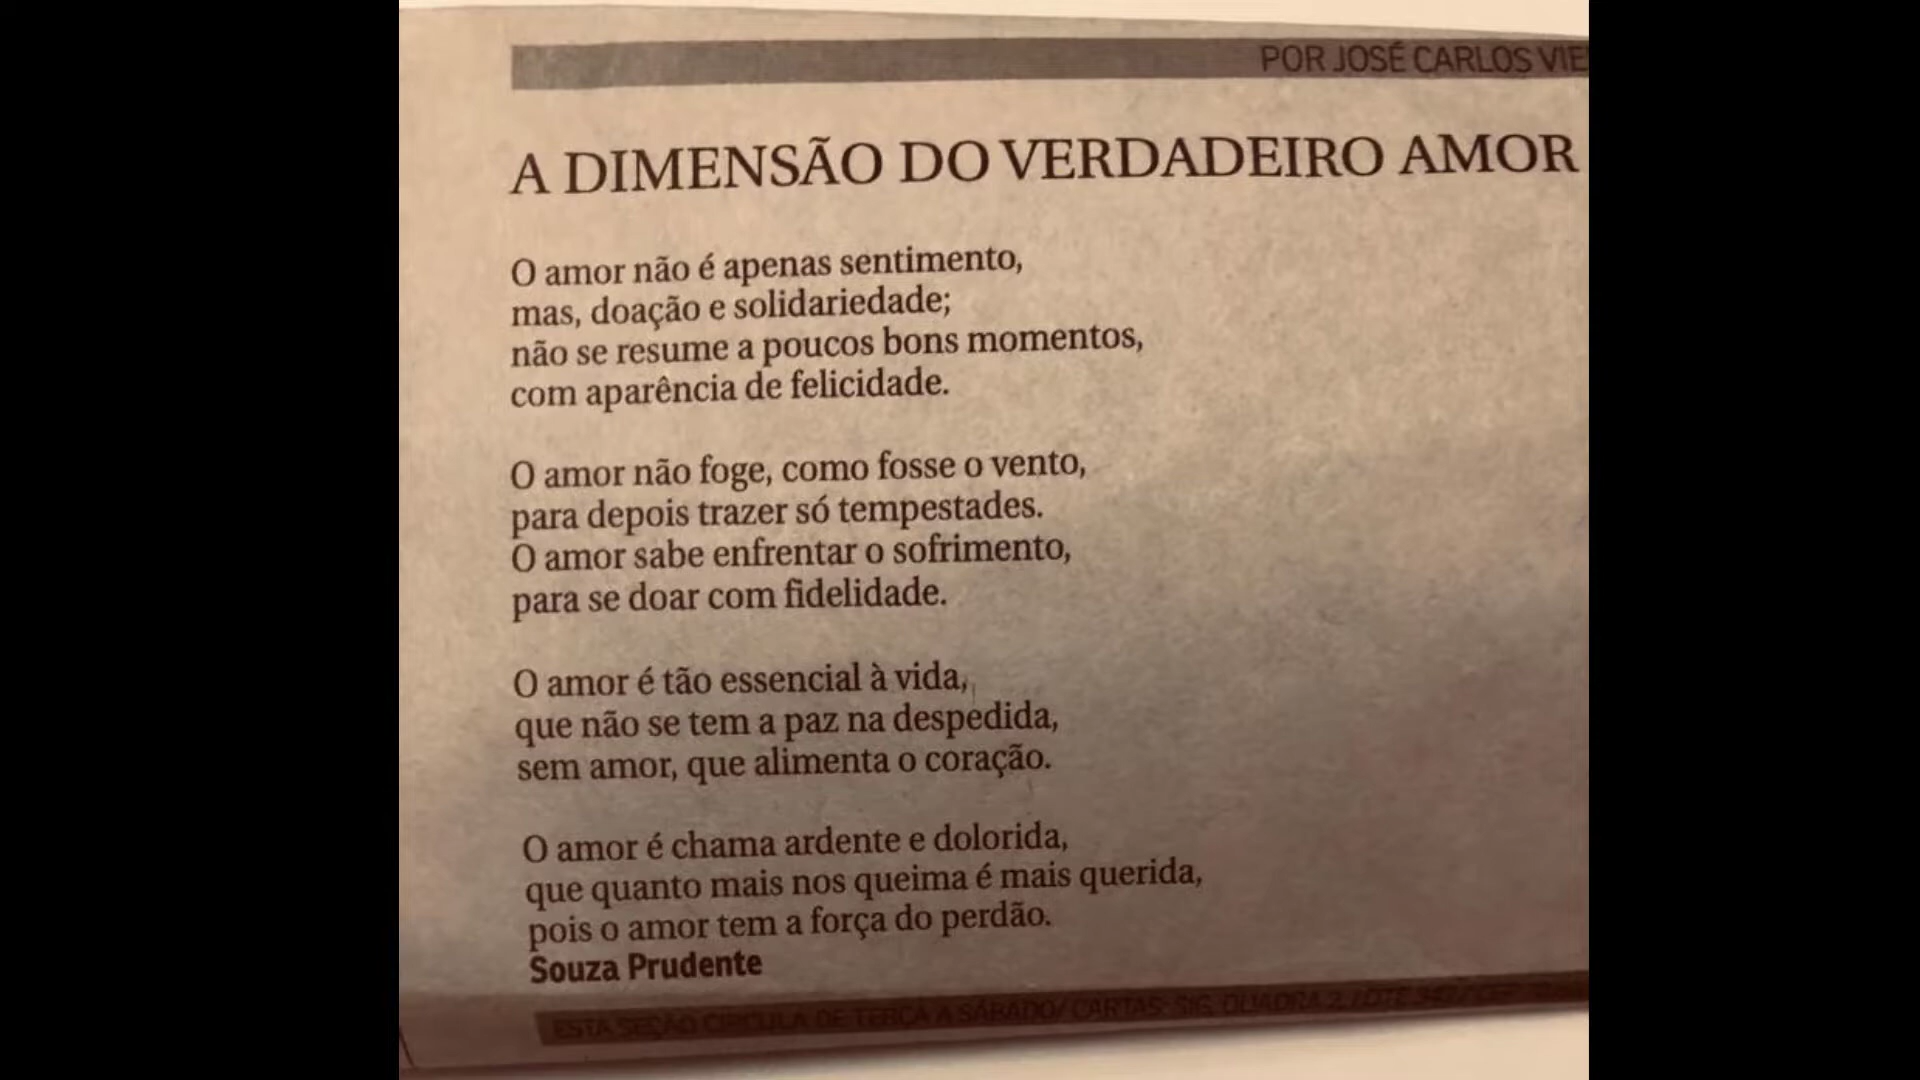 POR JOSÉ CARLOS VIE
A DIMENSÃO DO VERDADEIRO AMOR
O amor não é apenas sentimento,
mas, doação e solidariedade;
não se resume a poucos bons momentos,
com aparência de felicidade.
O amor não foge, como fosse o vento,
para depois trazer só tempestades.
O amor sabe enfrentar o sofrimento,
para se doar com fidelidade.
O amor é tão essencial à vida,
que não se tem a paz na despedida,
sem amor, que alimenta o coração.
O amor é chama ardente e dolorida,
que quanto mais nos queima é mais querida,
pois o amor tem a força do perdão.
Souza Prudente
ESTA SEÇÃO CIRCULA DE TERÇA A SÁBADO/ CARTAS: SIG, QUADRA 2, LOTE